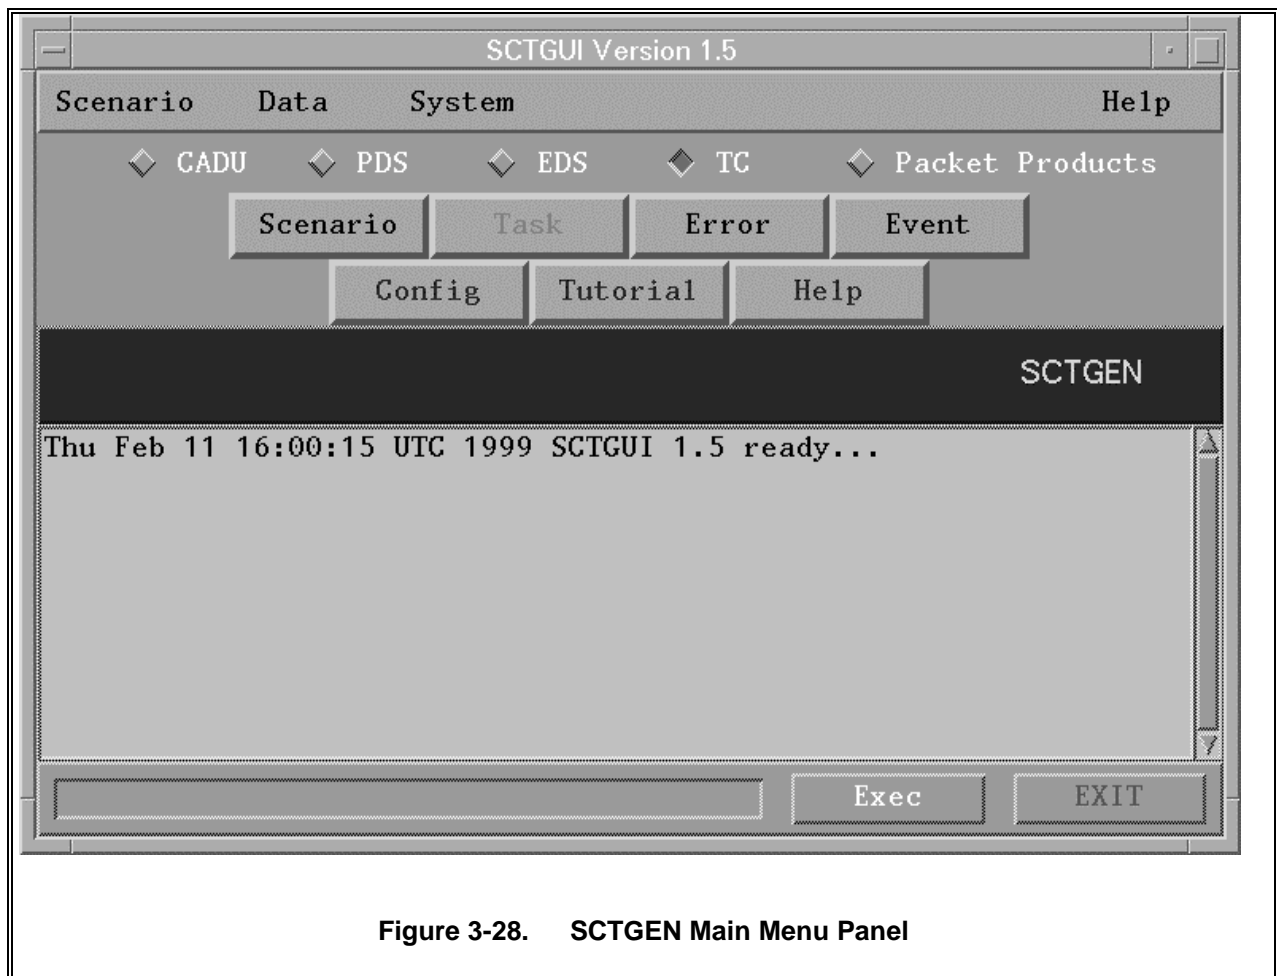 SCTGUI Version 1.5
Scenario Data System Help
CADU PDS EDS TC Packet Products
Scenario Task Error Event
Config Tutorial Help
SCTGEN
Thu Feb 11 16:00:15 UTC 1999 SCTGUI 1.5 ready...
Exec EXIT
Figure 3-28. SCTGEN Main Menu Panel